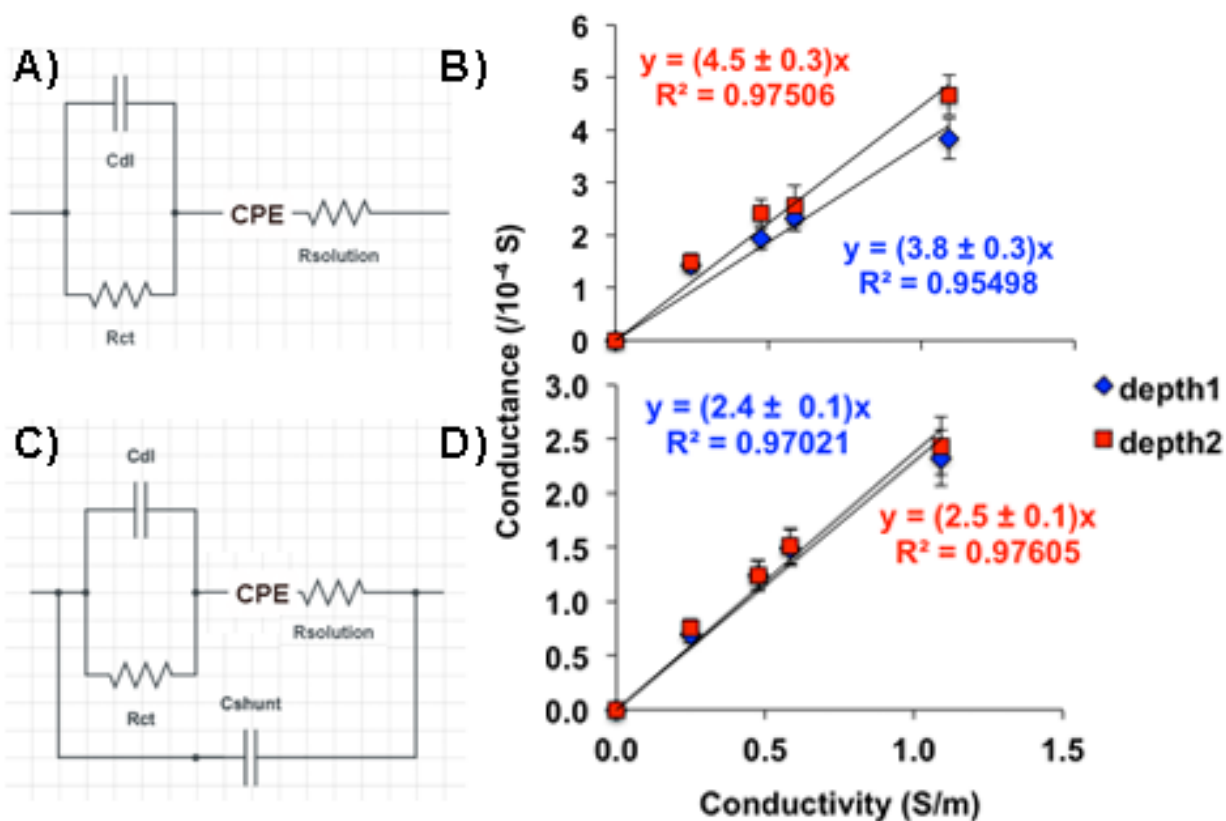 A)
Cdl
CPE
Rsolution
Rct
B)
6
5
4
3
2
1
0
y = (4.5 ± 0.3)x
R² = 0.97506
y = (3.8 ± 0.3)x
R² = 0.95498
Conductance (/10⁻⁴ S)
C)
Cdl
CPE
Rsolution
Rct
Cshunt
D)
3.0
2.5
2.0
1.5
1.0
0.5
0.0
y = (2.4 ± 0.1)x
R² = 0.97021
y = (2.5 ± 0.1)x
R² = 0.97605
0.0 0.5 1.0 1.5
Conductivity (S/m)
depth1
depth2